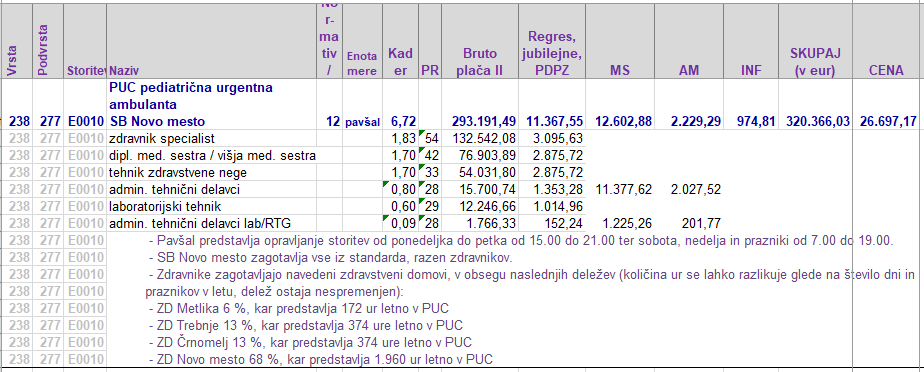 Vrsta Podvrsta Storitev Naziv No r- ma tiv / Enota mere Kad er PR Bruto plača II Regres, jubilejne, PDPZ MS AM INF SKUPAJ (v eur) CENA
PUC pediatrična urgentna
ambulanta
238 277 E0010 SB Novo mesto 12 pavšal 6,72 293.191,49 11.367,55 12.602,88 2.229,29 974,81 320.366,03 26.697,17
238 277 E0010 zdravnik specialist 1,83 54 132.542,08 3.095,63
238 277 E0010 dipl. med. sestra / višja med. sestra 1,70 42 76.903,89 2.875,72
238 277 E0010 tehnik zdravstvene nege 1,70 33 54.031,80 2.875,72
238 277 E0010 admin. tehnični delavci 0,80 28 15.700,74 1.353,28 11.377,62 2.027,52
238 277 E0010 laboratorijski tehnik 0,60 29 12.246,66 1.014,96
238 277 E0010 admin. tehnični delavci lab/RTG 0,09 28 1.766,33 152,24 1.225,26 201,77
238 277 E0010 - Pavšal predstavlja opravljanje storitev od ponedeljka do petka od 15.00 do 21.00 ter sobota, nedelja in prazniki od 7.00 do 19.00.
238 277 E0010 - SB Novo mesto zagotavlja vse iz standarda, razen zdravnikov.
238 277 E0010 - Zdravnike zagotavljajo navedeni zdravstveni domovi, v obsegu naslednjih deležev (količina ur se lahko razlikuje glede na število dni in
238 277 E0010 praznikov v letu, delež ostaja nespremenjen):
238 277 E0010 - ZD Metlika 6 %, kar predstavlja 172 ur letno v PUC
238 277 E0010 - ZD Trebnje 13 %, kar predstavlja 374 ure letno v PUC
238 277 E0010 - ZD Črnomelj 13 %, kar predstavlja 374 ure letno v PUC
238 277 E0010 - ZD Novo mesto 68 %, kar predstavlja 1.960 ur letno v PUC